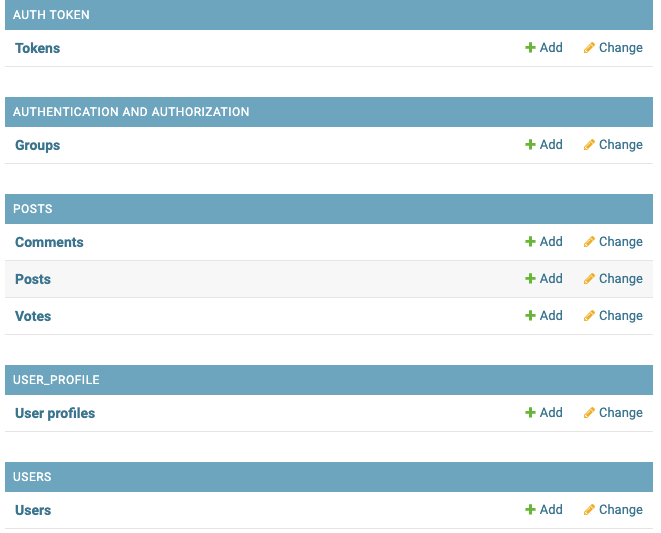 AUTH TOKEN
Tokens Add Change
AUTHENTICATION AND AUTHORIZATION
Groups Add Change
POSTS
Comments Add Change
Posts Add Change
Votes Add Change
USER_PROFILE
User profiles Add Change
USERS
Users Add Change